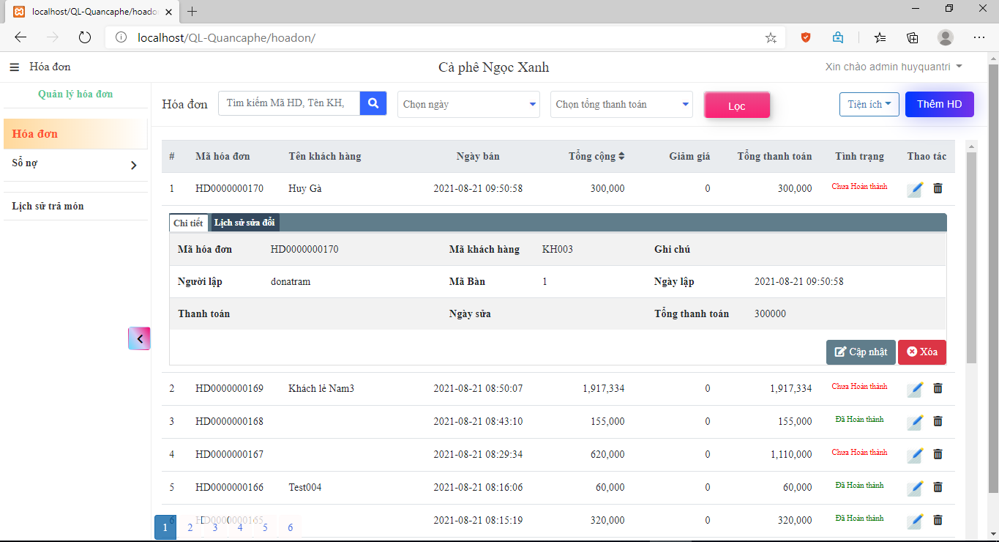 localhost/QL-Quancaphe/hoadon
localhost/QL-Quancaphe/hoadon/
Hóa đơn
Cà phê Ngọc Xanh
Xin chào admin huyquantri
Quản lý hóa đơn
Hóa đơn
Sổ nợ
Lịch sử trả món
Hóa đơn Tìm kiếm Mã HD, Tên KH, Chọn ngày Chọn tổng thanh toán Lọc Tiện ích Thêm HD
# Mã hóa đơn Tên khách hàng Ngày bán Tổng cộng Giảm giá Tổng thanh toán Tình trạng Thao tác
1 HD0000000170 Huy Gà 2021-08-21 09:50:58 300,000 0 300,000 Chưa Hoàn thành
Chi tiết Lịch sử sửa đổi
Mã hóa đơn HD0000000170 Mã khách hàng KH003 Ghi chú
Người lập donatram Mã Bàn 1 Ngày lập 2021-08-21 09:50:58
Thanh toán Ngày sửa Tổng thanh toán 300000
Cập nhật Xóa
2 HD0000000169 Khách lẻ Nam3 2021-08-21 08:50:07 1,917,334 0 1,917,334 Chưa Hoàn thành
3 HD0000000168 2021-08-21 08:43:10 155,000 0 155,000 Đã Hoàn thành
4 HD0000000167 2021-08-21 08:29:34 620,000 0 1,110,000 Chưa Hoàn thành
5 HD0000000166 Test004 2021-08-21 08:16:06 60,000 0 60,000 Đã Hoàn thành
6 HD0000000165 2021-08-21 08:15:19 320,000 0 320,000 Đã Hoàn thành
1 2 3 4 5 6